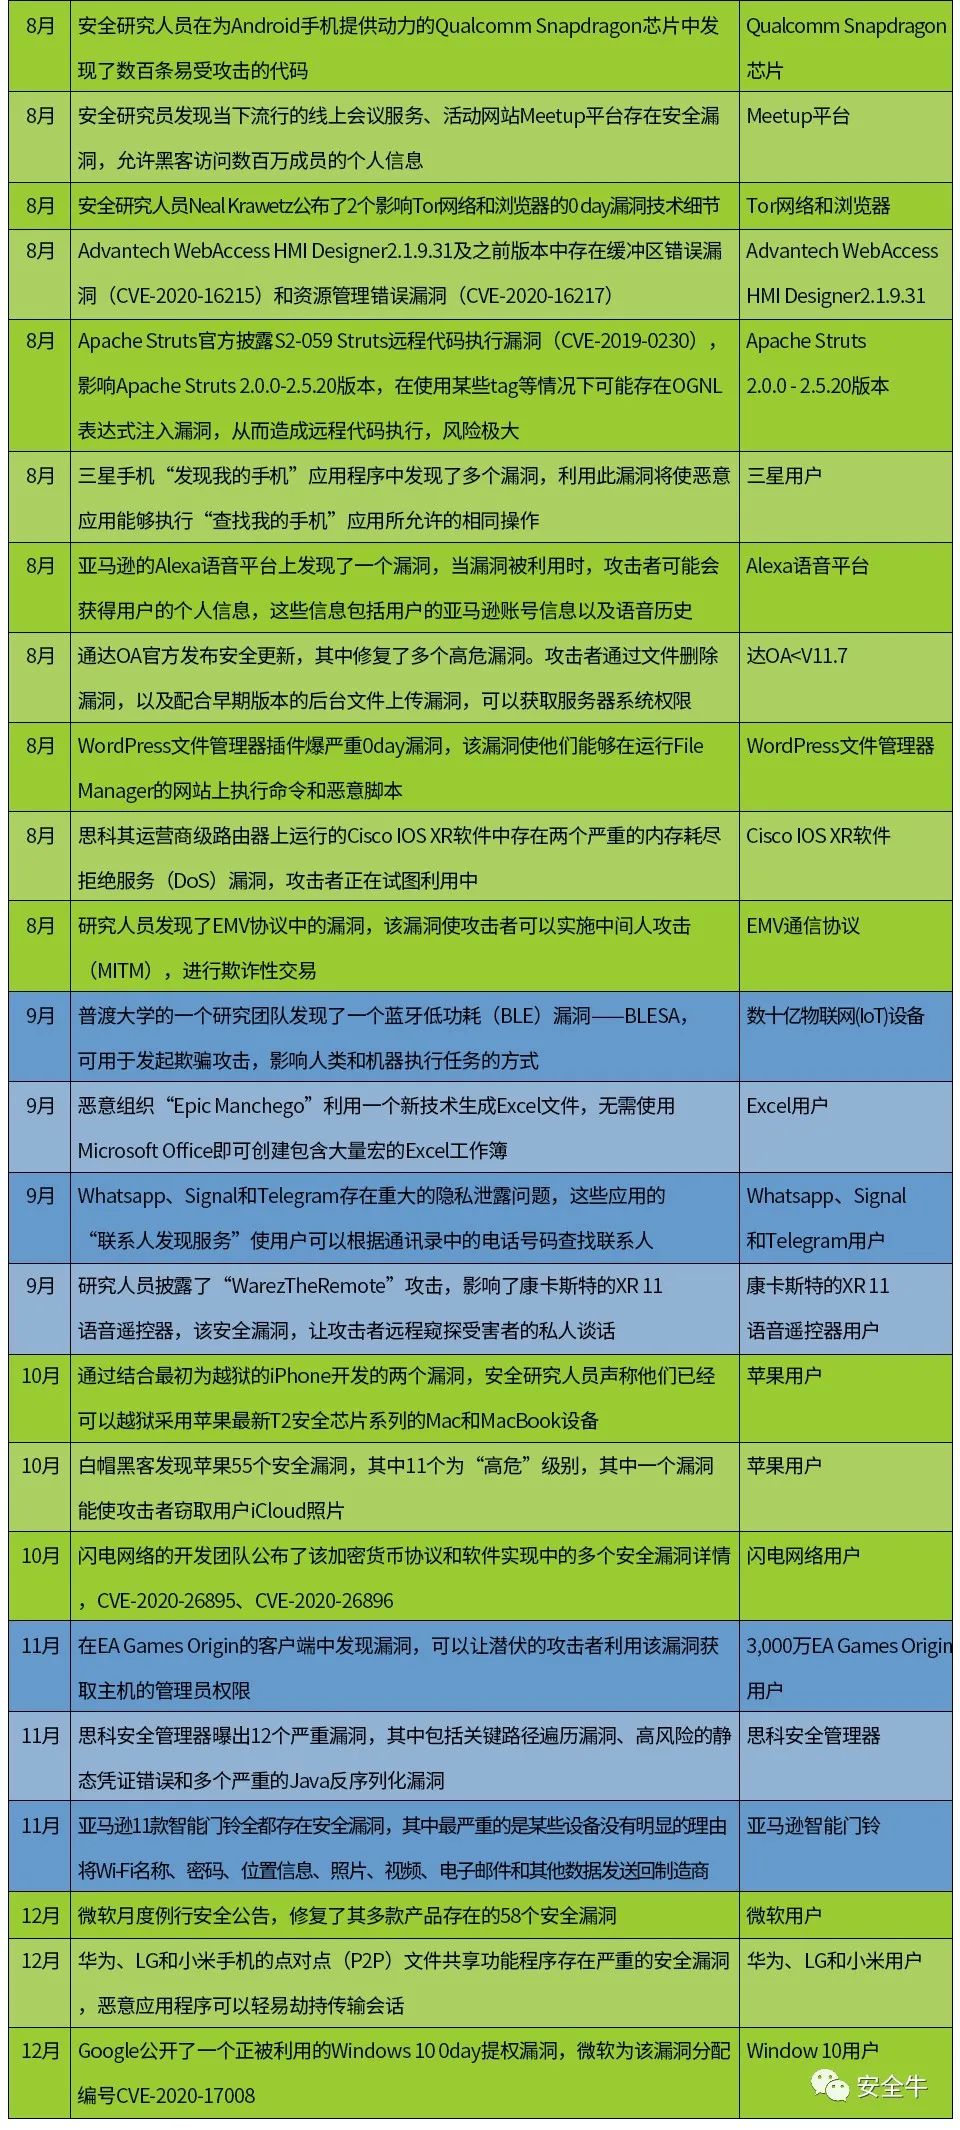 8月 安全研究人员在为Android手机提供动力的Qualcomm Snapdragon芯片中发 Qualcomm Snapdragon
现了数百条易受攻击的代码 芯片
8月 安全研究员发现当下流行的线上会议服务、活动网站Meetup平台存在安全漏 Meetup平台
洞，允许黑客访问数百万成员的个人信息
8月 安全研究人员Neal Krawetz公布了2个影响Tor网络和浏览器的0 day漏洞技术细节 Tor网络和浏览器
8月 Advantech WebAccess HMI Designer2.1.9.31及之前版本中存在缓冲区错误漏 Advantech WebAccess
洞（CVE-2020-16215）和资源管理错误漏洞（CVE-2020-16217） HMI Designer2.1.9.31
8月 Apache Struts官方披露S2-059 Struts远程代码执行漏洞（CVE-2019-0230）， Apache Struts
影响Apache Struts 2.0.0-2.5.20版本，在使用某些tag等情况下可能存在OGNL 2.0.0 - 2.5.20版本
表达式注入漏洞，从而造成远程代码执行，风险极大
8月 三星手机“发现我的手机”应用程序中发现了多个漏洞，利用此漏洞将使恶意 三星用户
应用能够执行“查找我的手机”应用所允许的相同操作
8月 亚马逊的Alexa语音平台上发现了一个漏洞，当漏洞被利用时，攻击者可能会 Alexa语音平台
获得用户的个人信息，这些信息包括用户的亚马逊账号信息以及语音历史
8月 通达OA官方发布安全更新，其中修复了多个高危漏洞。攻击者通过文件删除 达OA<V11.7
漏洞，以及配合早期版本的后台文件上传漏洞，可以获取服务器系统权限
8月 WordPress文件管理器插件爆严重0day漏洞，该漏洞使他们能够在运行File WordPress文件管理器
Manager的网站上执行命令和恶意脚本
8月 思科其运营商级路由器上运行的Cisco IOS XR软件中存在两个严重的内存耗尽 Cisco IOS XR软件
拒绝服务（DoS）漏洞，攻击者正在试图利用中
8月 研究人员发现了EMV协议中的漏洞，该漏洞使攻击者可以实施中间人攻击 EMV通信协议
（MITM），进行欺诈性交易
9月 普渡大学的一个研究团队发现了一个蓝牙低功耗（BLE）漏洞——BLESA， 数十亿物联网(IoT)设备
可用于发起欺骗攻击，影响人类和机器执行任务的方式
9月 恶意组织“Epic Manchego”利用一个新技术生成Excel文件，无需使用 Excel用户
Microsoft Office即可创建包含大量宏的Excel工作簿
9月 Whatsapp、Signal和Telegram存在重大的隐私泄露问题，这些应用的 Whatsapp、Signal
“联系人发现服务”使用户可以根据通讯录中的电话号码查找联系人 和Telegram用户
9月 研究人员披露了“WarezTheRemote”攻击，影响了康卡斯特的XR 11 康卡斯特的XR 11
语音遥控器，该安全漏洞，让攻击者远程窥探受害者的私人谈话 语音遥控器用户
10月 通过结合最初为越狱的iPhone开发的两个漏洞，安全研究人员声称他们已经 苹果用户
可以越狱采用苹果最新T2安全芯片系列的Mac和MacBook设备
10月 白帽黑客发现苹果55个安全漏洞，其中11个为“高危”级别，其中一个漏洞 苹果用户
能使攻击者窃取用户iCloud照片
10月 闪电网络的开发团队公布了该加密货币协议和软件实现中的多个安全漏洞详情 闪电网络用户
，CVE-2020-26895、CVE-2020-26896
11月 在EA Games Origin的客户端中发现漏洞，可以让潜伏的攻击者利用该漏洞获 3,000万EA Games Origin
取主机的管理员权限 用户
11月 思科安全管理器曝出12个严重漏洞，其中包括关键路径遍历漏洞、高风险的静 思科安全管理器
态凭证错误和多个严重的Java反序列化漏洞
11月 亚马逊11款智能门铃全都存在安全漏洞，其中最严重的是某些设备没有明显的理由 亚马逊智能门铃
将Wi-Fi名称、密码、位置信息、照片、视频、电子邮件和其他数据发送回制造商
12月 微软月度例行安全公告，修复了其多款产品存在的58个安全漏洞 微软用户
12月 华为、LG和小米手机的点对点（P2P）文件共享功能程序存在严重的安全漏洞 华为、LG和小米用户
，恶意应用程序可以轻易劫持传输会话
12月 Google公开了一个正被利用的Windows 10 0day提权漏洞，微软为该漏洞分配 Window 10用户
编号CVE-2020-17008 安全牛